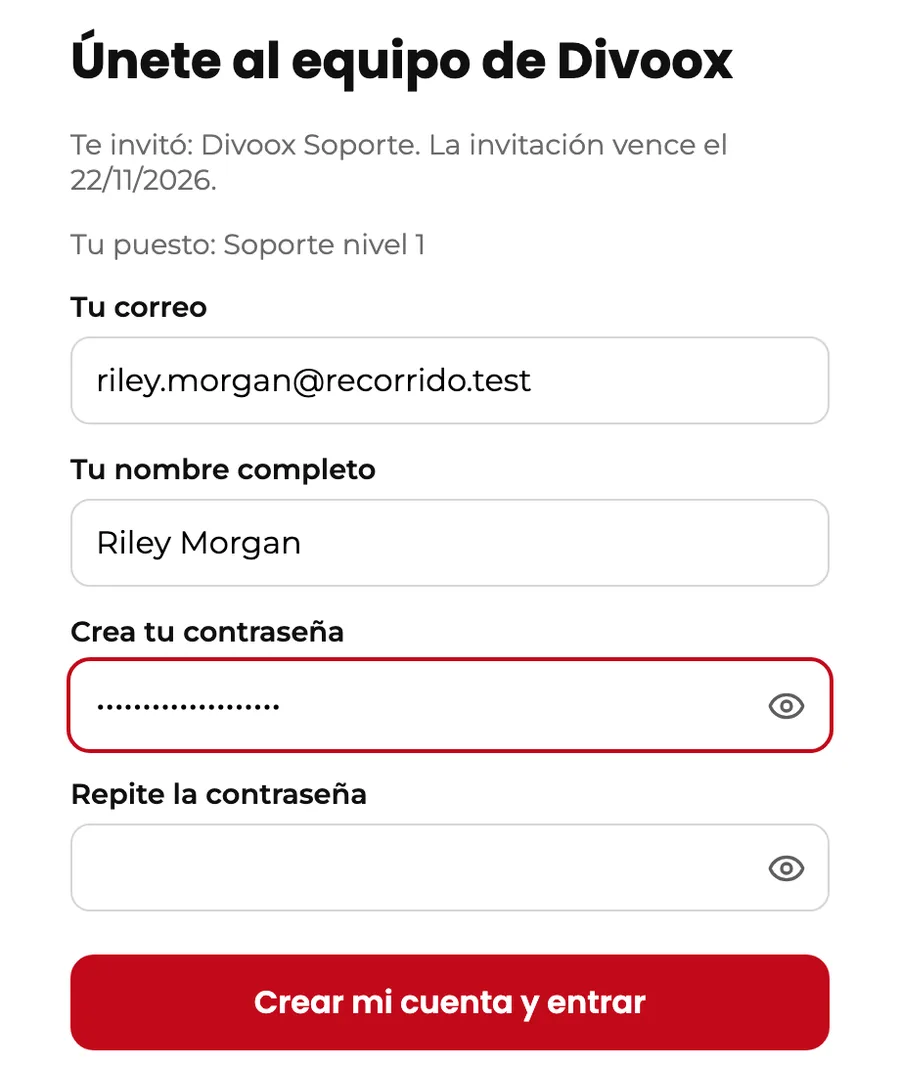 Únete al equipo de Divoox
Te invitó: Divoox Soporte. La invitación vence el
22/11/2026.
Tu puesto: Soporte nivel 1
Tu correo
riley.morgan@recorrido.test
Tu nombre completo
Riley Morgan
Crea tu contraseña
••••••••••••••••••••
Repite la contraseña
Crear mi cuenta y entrar